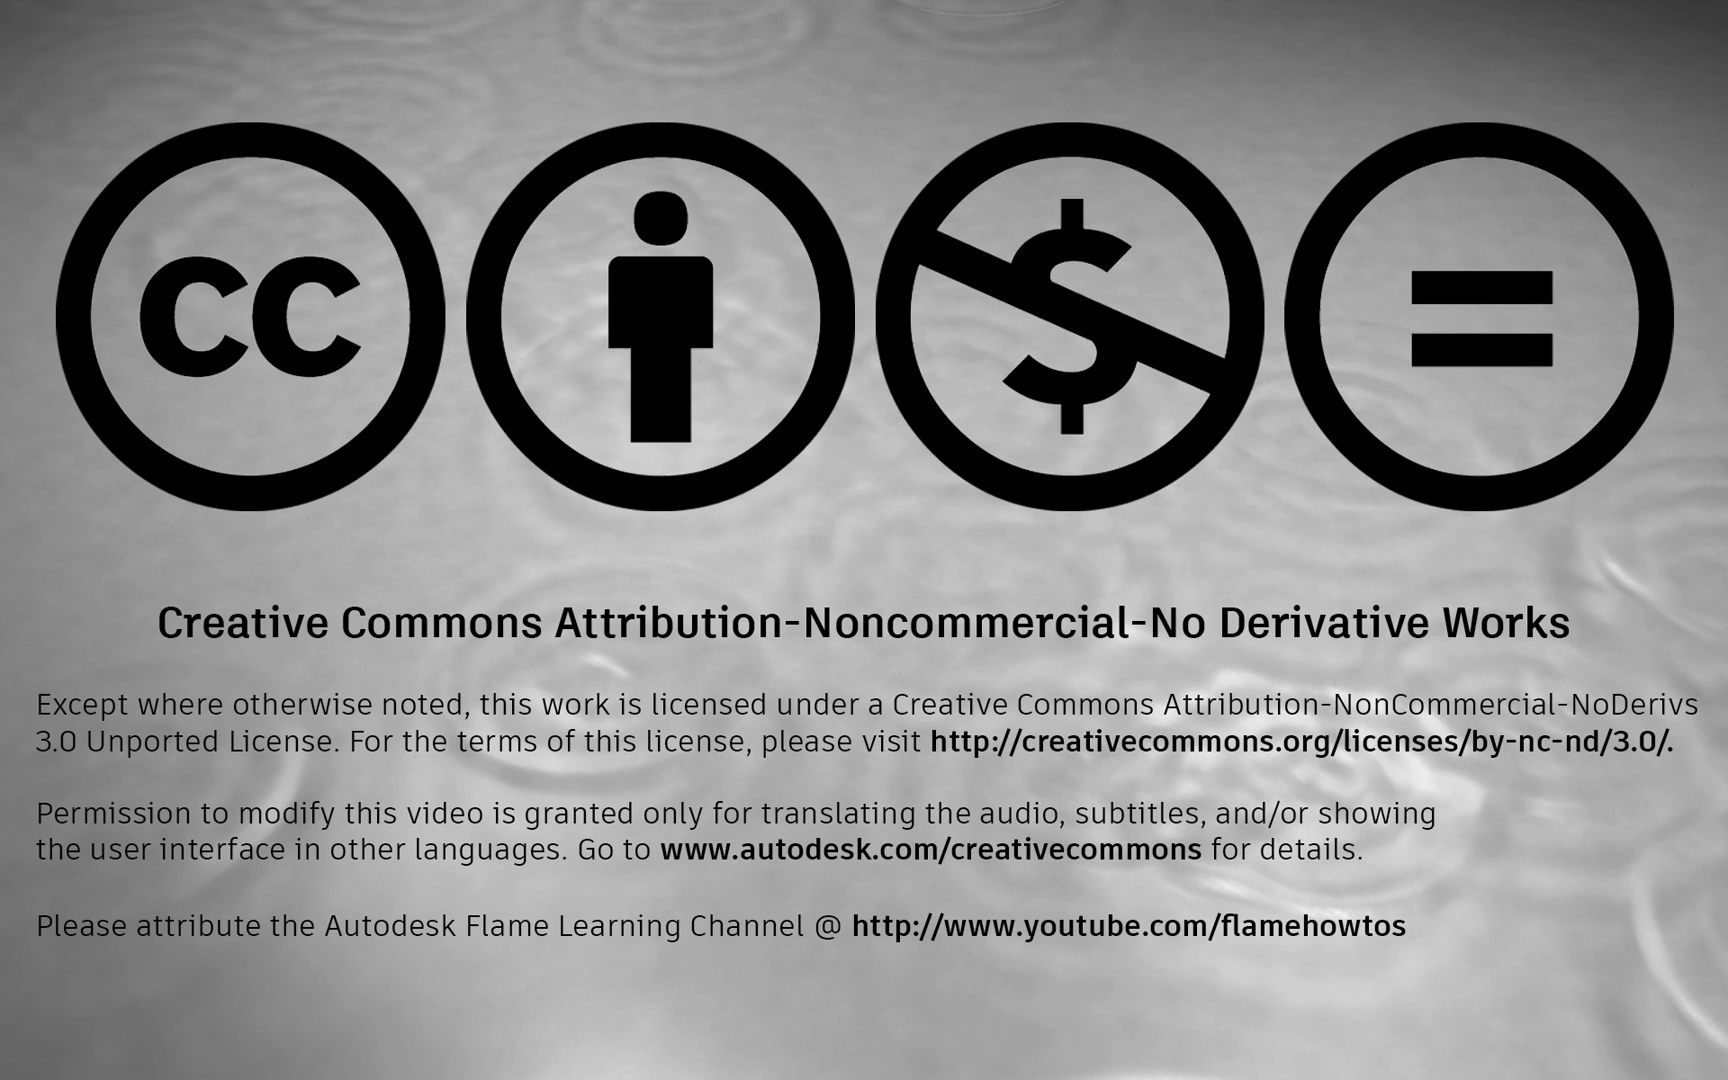 cc
$
=
Creative Commons Attribution-Noncommercial-No Derivative Works
Except where otherwise noted, this work is licensed under a Creative Commons Attribution-NonCommercial-NoDerivs
3.0 Unported License. For the terms of this license, please visit http://creativecommons.org/licenses/by-nc-nd/3.0/.
Permission to modify this video is granted only for translating the audio, subtitles, and/or showing
the user interface in other languages. Go to www.autodesk.com/creativecommons for details.
Please attribute the Autodesk Flame Learning Channel @ http://www.youtube.com/flamehowtos